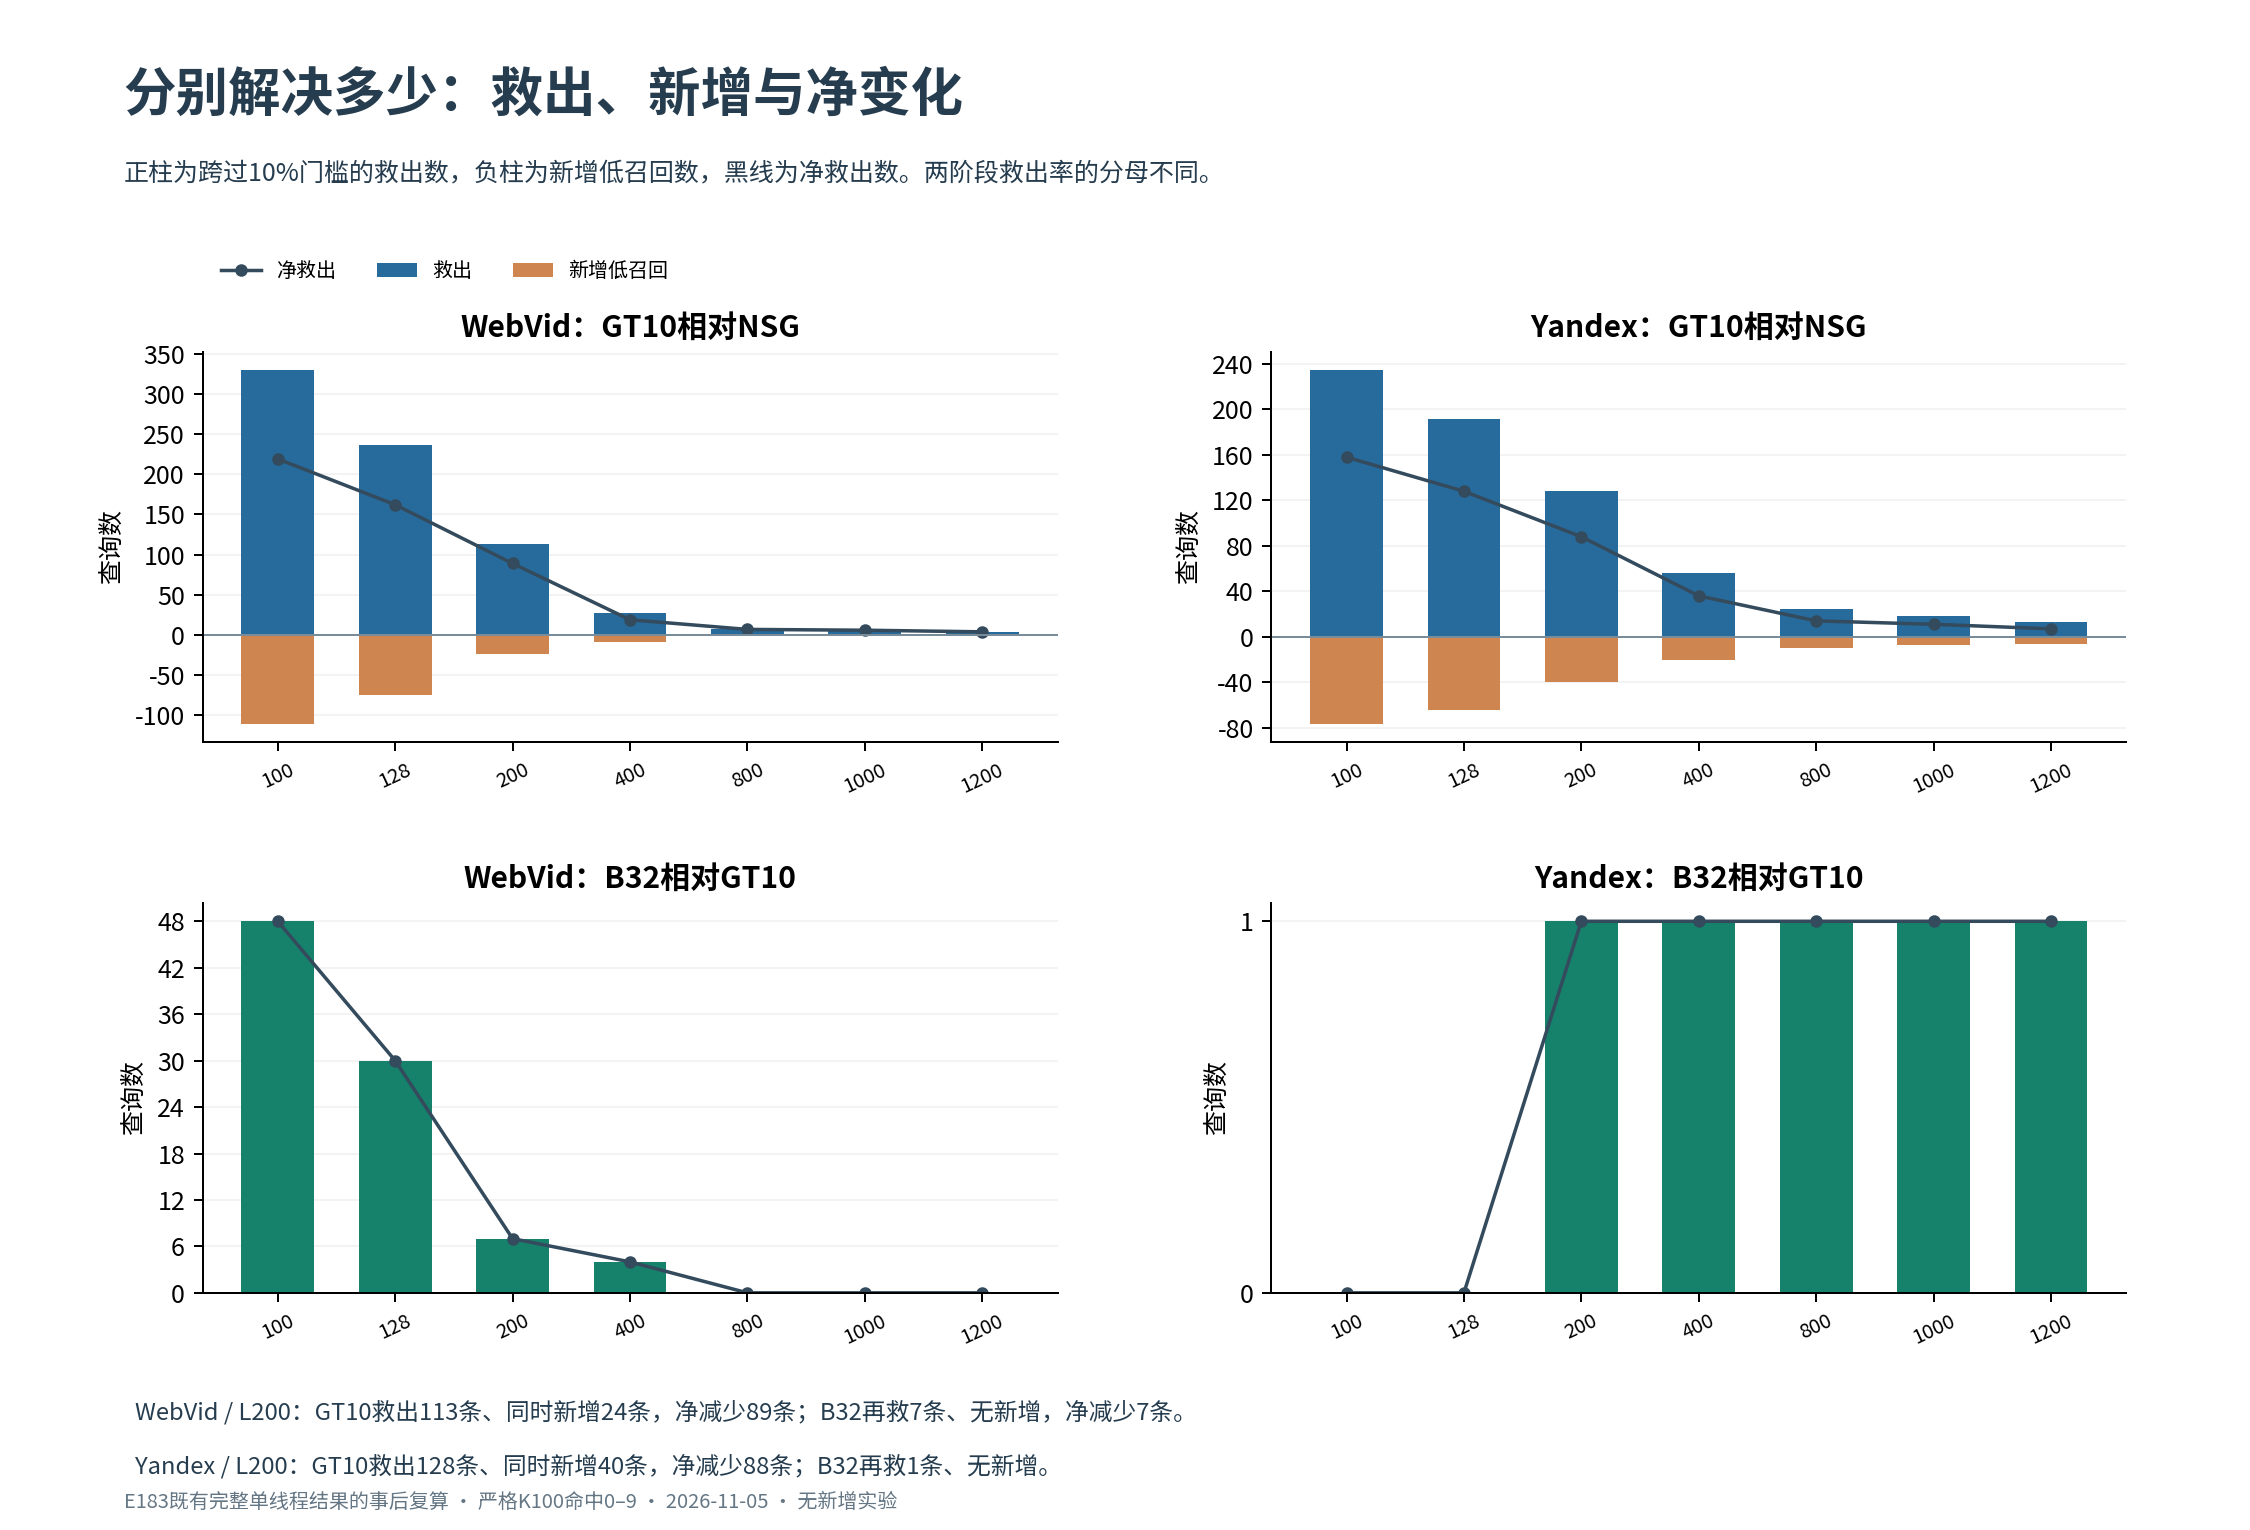 分别解决多少：救出、新增与净变化
正柱为跨过10%门槛的救出数，负柱为新增低召回数，黑线为净救出数。两阶段救出率的分母不同。
净救出 救出 新增低召回
WebVid：GT10相对NSG
查询数
350
300
250
200
150
100
50
0
-50
-100
100 128 200 400 800 1000 1200
Yandex：GT10相对NSG
查询数
240
200
160
120
80
40
0
-40
-80
100 128 200 400 800 1000 1200
WebVid：B32相对GT10
查询数
48
42
36
30
24
18
12
6
0
100 128 200 400 800 1000 1200
Yandex：B32相对GT10
查询数
1
0
100 128 200 400 800 1000 1200
WebVid / L200：GT10救出113条、同时新增24条，净减少89条；B32再救7条、无新增，净减少7条。
Yandex / L200：GT10救出128条、同时新增40条，净减少88条；B32再救1条、无新增。
E183既有完整单线程结果的事后复算 · 严格K100命中0–9 · 2026-11-05 · 无新增实验